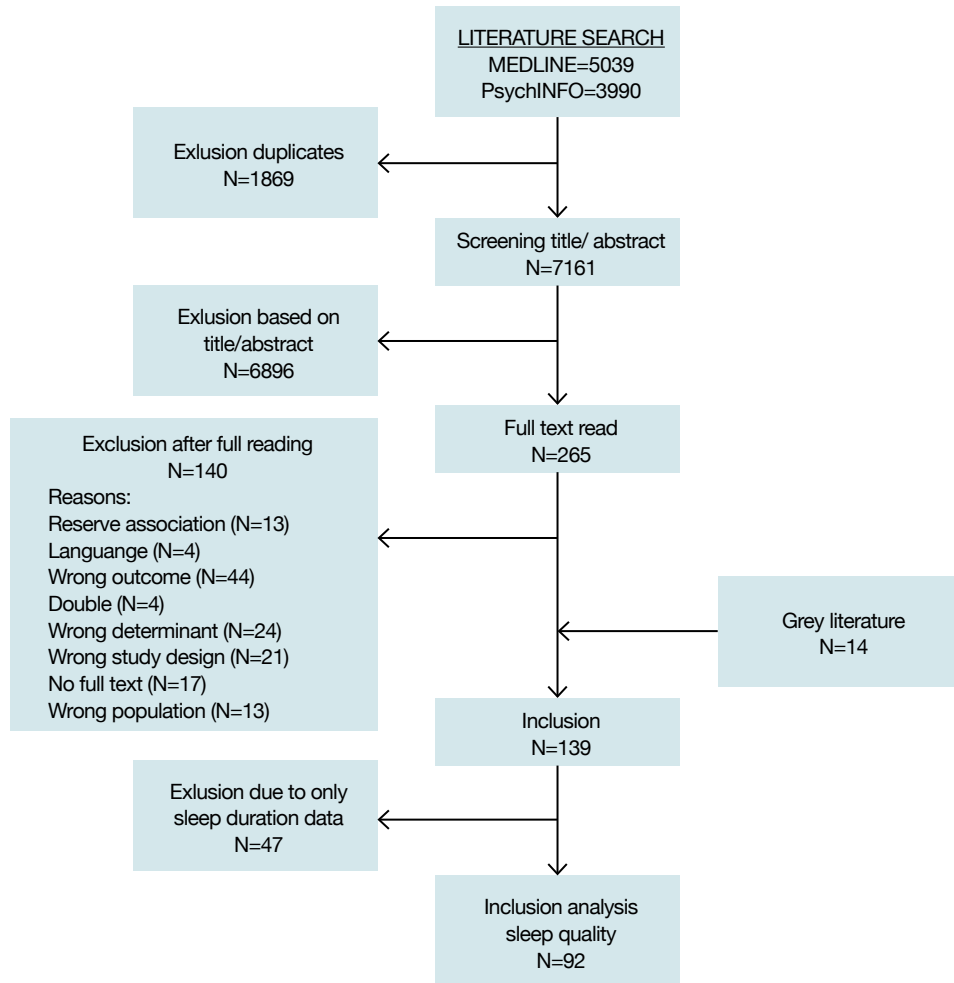 LITERATURE SEARCH
MEDLINE=5039
PsychINFO=3990
Exlusion duplicates
N=1869
Screening title/ abstract
N=7161
Exlusion based on
title/abstract
N=6896
Full text read
N=265
Exclusion after full reading
N=140
Reasons:
Reserve association (N=13)
Languange (N=4)
Wrong outcome (N=44)
Double (N=4)
Wrong determinant (N=24)
Wrong study design (N=21)
No full text (N=17)
Wrong population (N=13)
Grey literature
N=14
Inclusion
N=139
Exlusion due to only
sleep duration data
N=47
Inclusion analysis
sleep quality
N=92